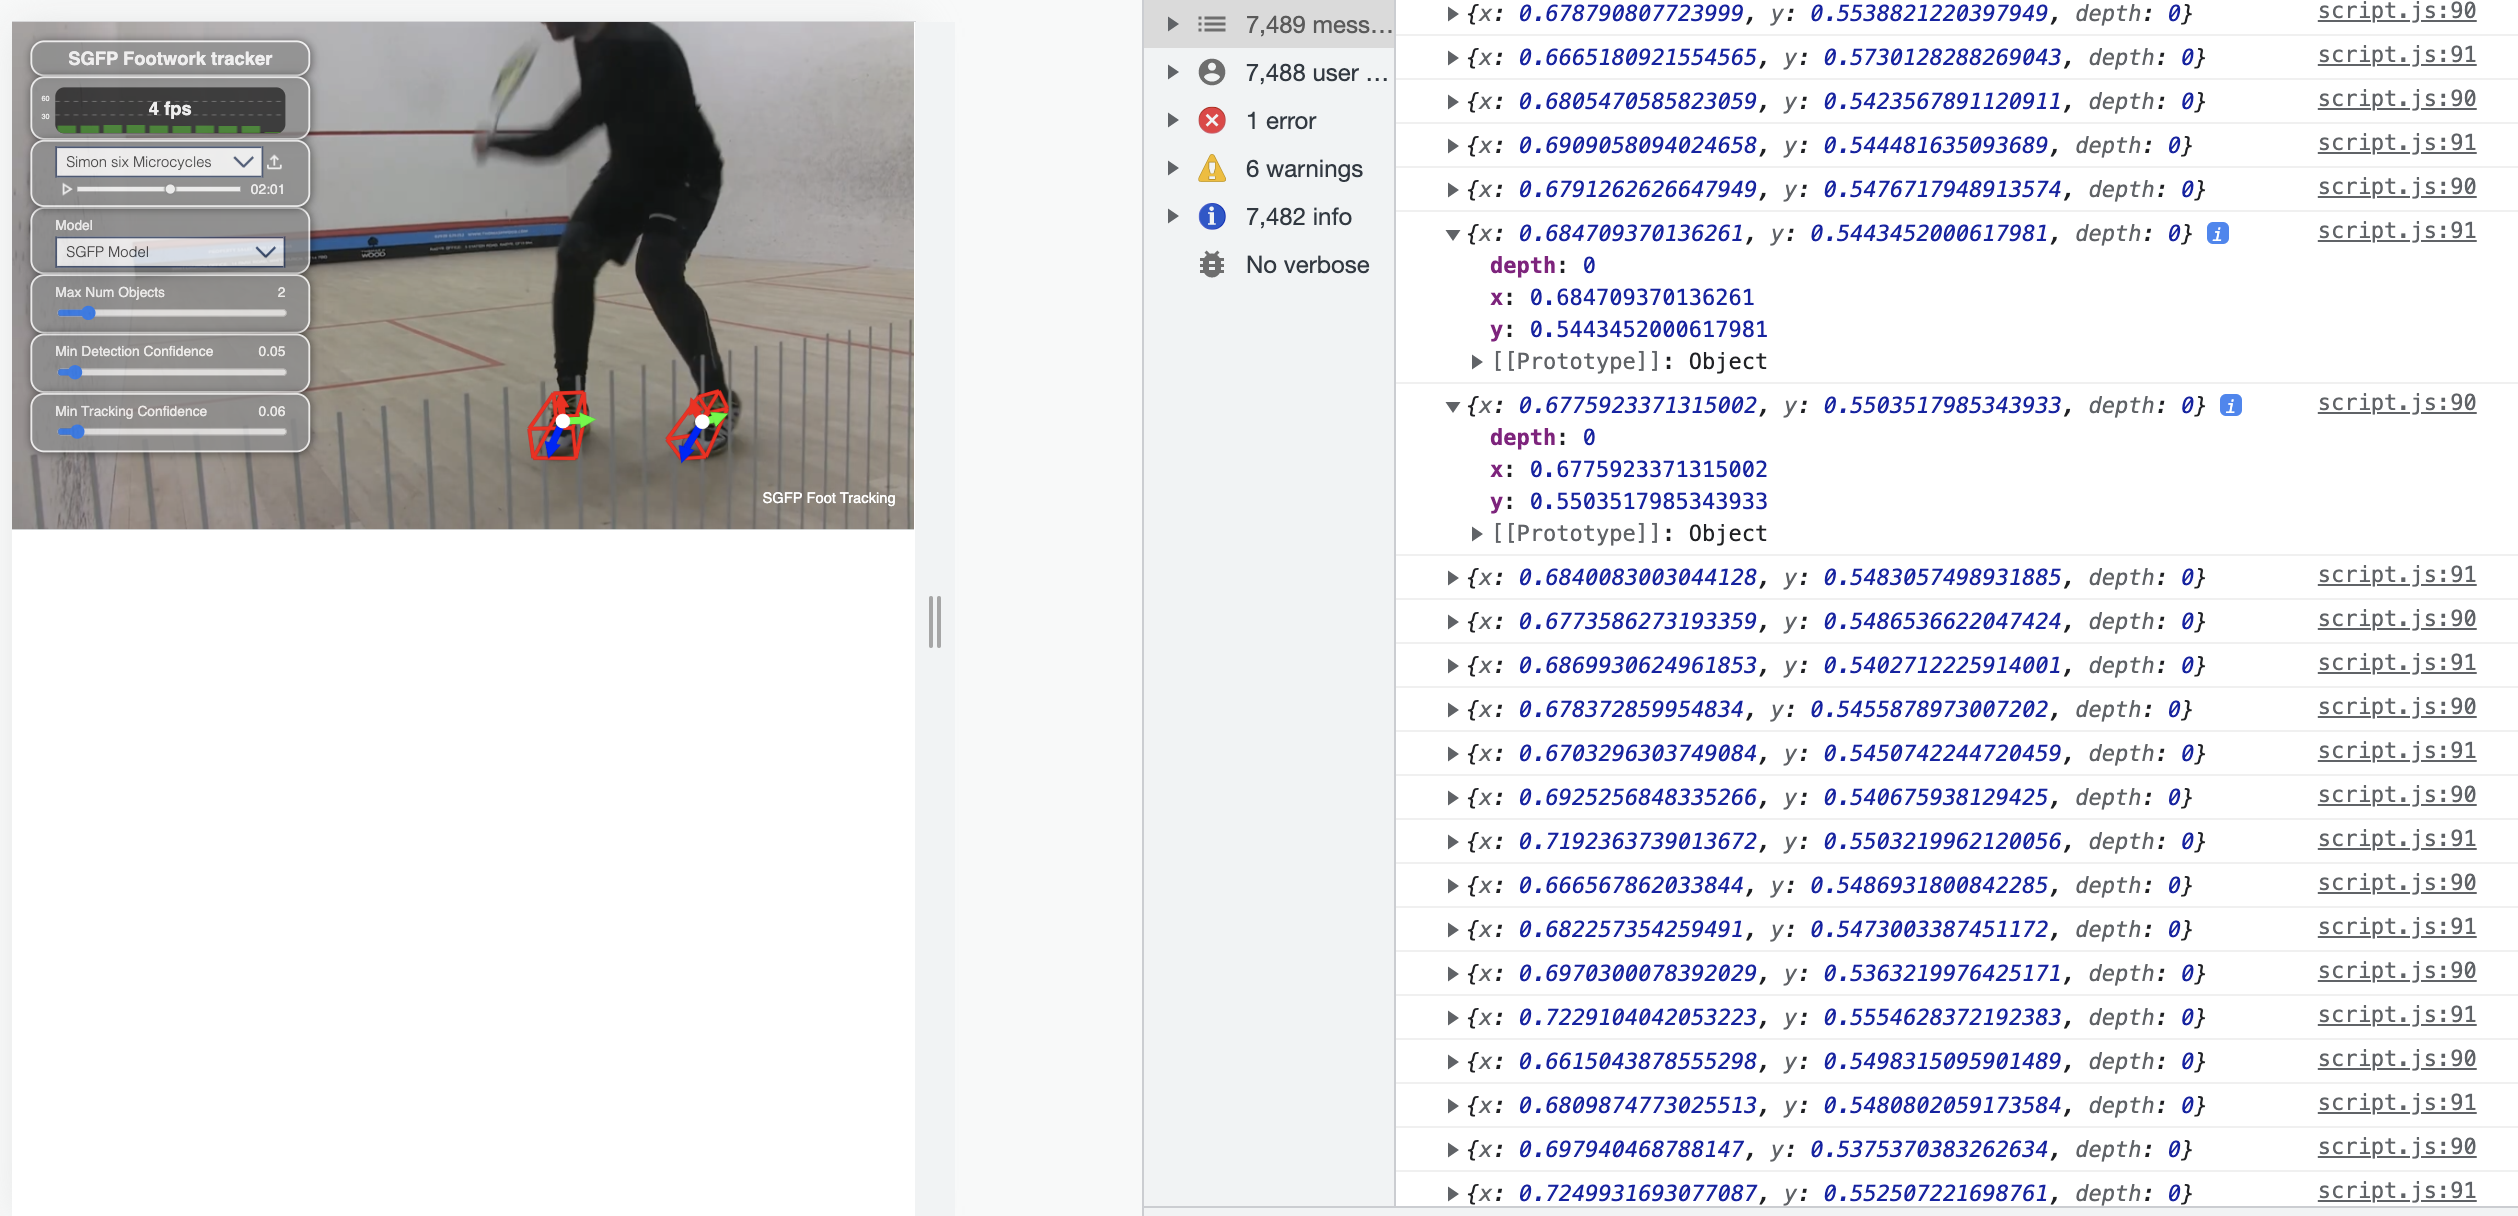 SGFP Footwork tracker
60
30
4 fps
Simon six Microcycles
02:01
Model
SGFP Model
Max Num Objects 2
Min Detection Confidence 0.05
Min Tracking Confidence 0.06
SGFP Foot Tracking
7,489 mess…
7,488 user …
1 error
6 warnings
7,482 info
No verbose
{x: 0.678790807723999, y: 0.5538821220397949, depth: 0} script.js:90
{x: 0.6665180921554565, y: 0.5730128288269043, depth: 0} script.js:91
{x: 0.6805470585823059, y: 0.5423567891120911, depth: 0} script.js:90
{x: 0.6909058094024658, y: 0.544481635093689, depth: 0} script.js:91
{x: 0.6791262626647949, y: 0.5476717948913574, depth: 0} script.js:90
{x: 0.684709370136261, y: 0.5443452000617981, depth: 0} i script.js:91
depth: 0
x: 0.684709370136261
y: 0.5443452000617981
[[Prototype]]: Object
{x: 0.6775923371315002, y: 0.5503517985343933, depth: 0} i script.js:90
depth: 0
x: 0.6775923371315002
y: 0.5503517985343933
[[Prototype]]: Object
{x: 0.6840083003044128, y: 0.5483057498931885, depth: 0} script.js:91
{x: 0.6773586273193359, y: 0.5486536622047424, depth: 0} script.js:90
{x: 0.6869930624961853, y: 0.5402712225914001, depth: 0} script.js:91
{x: 0.678372859954834, y: 0.5455878973007202, depth: 0} script.js:90
{x: 0.6703296303749084, y: 0.5450742244720459, depth: 0} script.js:91
{x: 0.6925256848335266, y: 0.540675938129425, depth: 0} script.js:90
{x: 0.7192363739013672, y: 0.5503219962120056, depth: 0} script.js:91
{x: 0.666567862033844, y: 0.5486931800842285, depth: 0} script.js:90
{x: 0.682257354259491, y: 0.5473003387451172, depth: 0} script.js:91
{x: 0.6970300078392029, y: 0.5363219976425171, depth: 0} script.js:90
{x: 0.7229104042053223, y: 0.5554628372192383, depth: 0} script.js:91
{x: 0.6615043878555298, y: 0.5498315095901489, depth: 0} script.js:90
{x: 0.6809874773025513, y: 0.5480802059173584, depth: 0} script.js:91
{x: 0.697940468788147, y: 0.5375370383262634, depth: 0} script.js:90
{x: 0.7249931693077087, y: 0.552507221698761, depth: 0} script.js:91